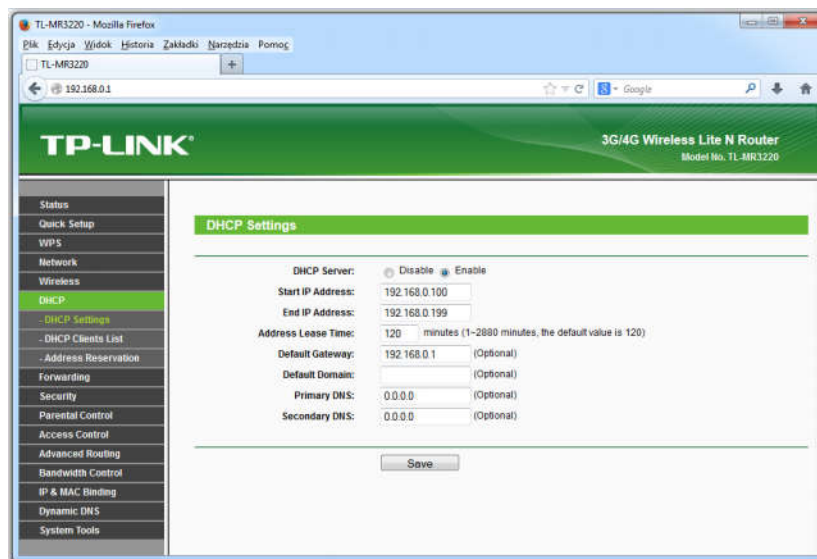 TL-MR3220 - Mozilla Firefox
Plik Edycja Widok Historia Zakładki Narzędzia Pomoc
TL-MR3220
192.168.0.1
Google
TP-LINK®
3G/4G Wireless Lite N Router
Model No. TL-MR3220
Status
Quick Setup
WPS
Network
Wireless
DHCP
- DHCP Settings
- DHCP Clients List
- Address Reservation
Forwarding
Security
Parental Control
Access Control
Advanced Routing
Bandwidth Control
IP & MAC Binding
Dynamic DNS
System Tools
DHCP Settings
DHCP Server: Disable Enable
Start IP Address: 192.168.0.100
End IP Address: 192.168.0.199
Address Lease Time: 120 minutes (1~2880 minutes, the default value is 120)
Default Gateway: 192.168.0.1 (Optional)
Default Domain: (Optional)
Primary DNS: 0.0.0.0 (Optional)
Secondary DNS: 0.0.0.0 (Optional)
Save